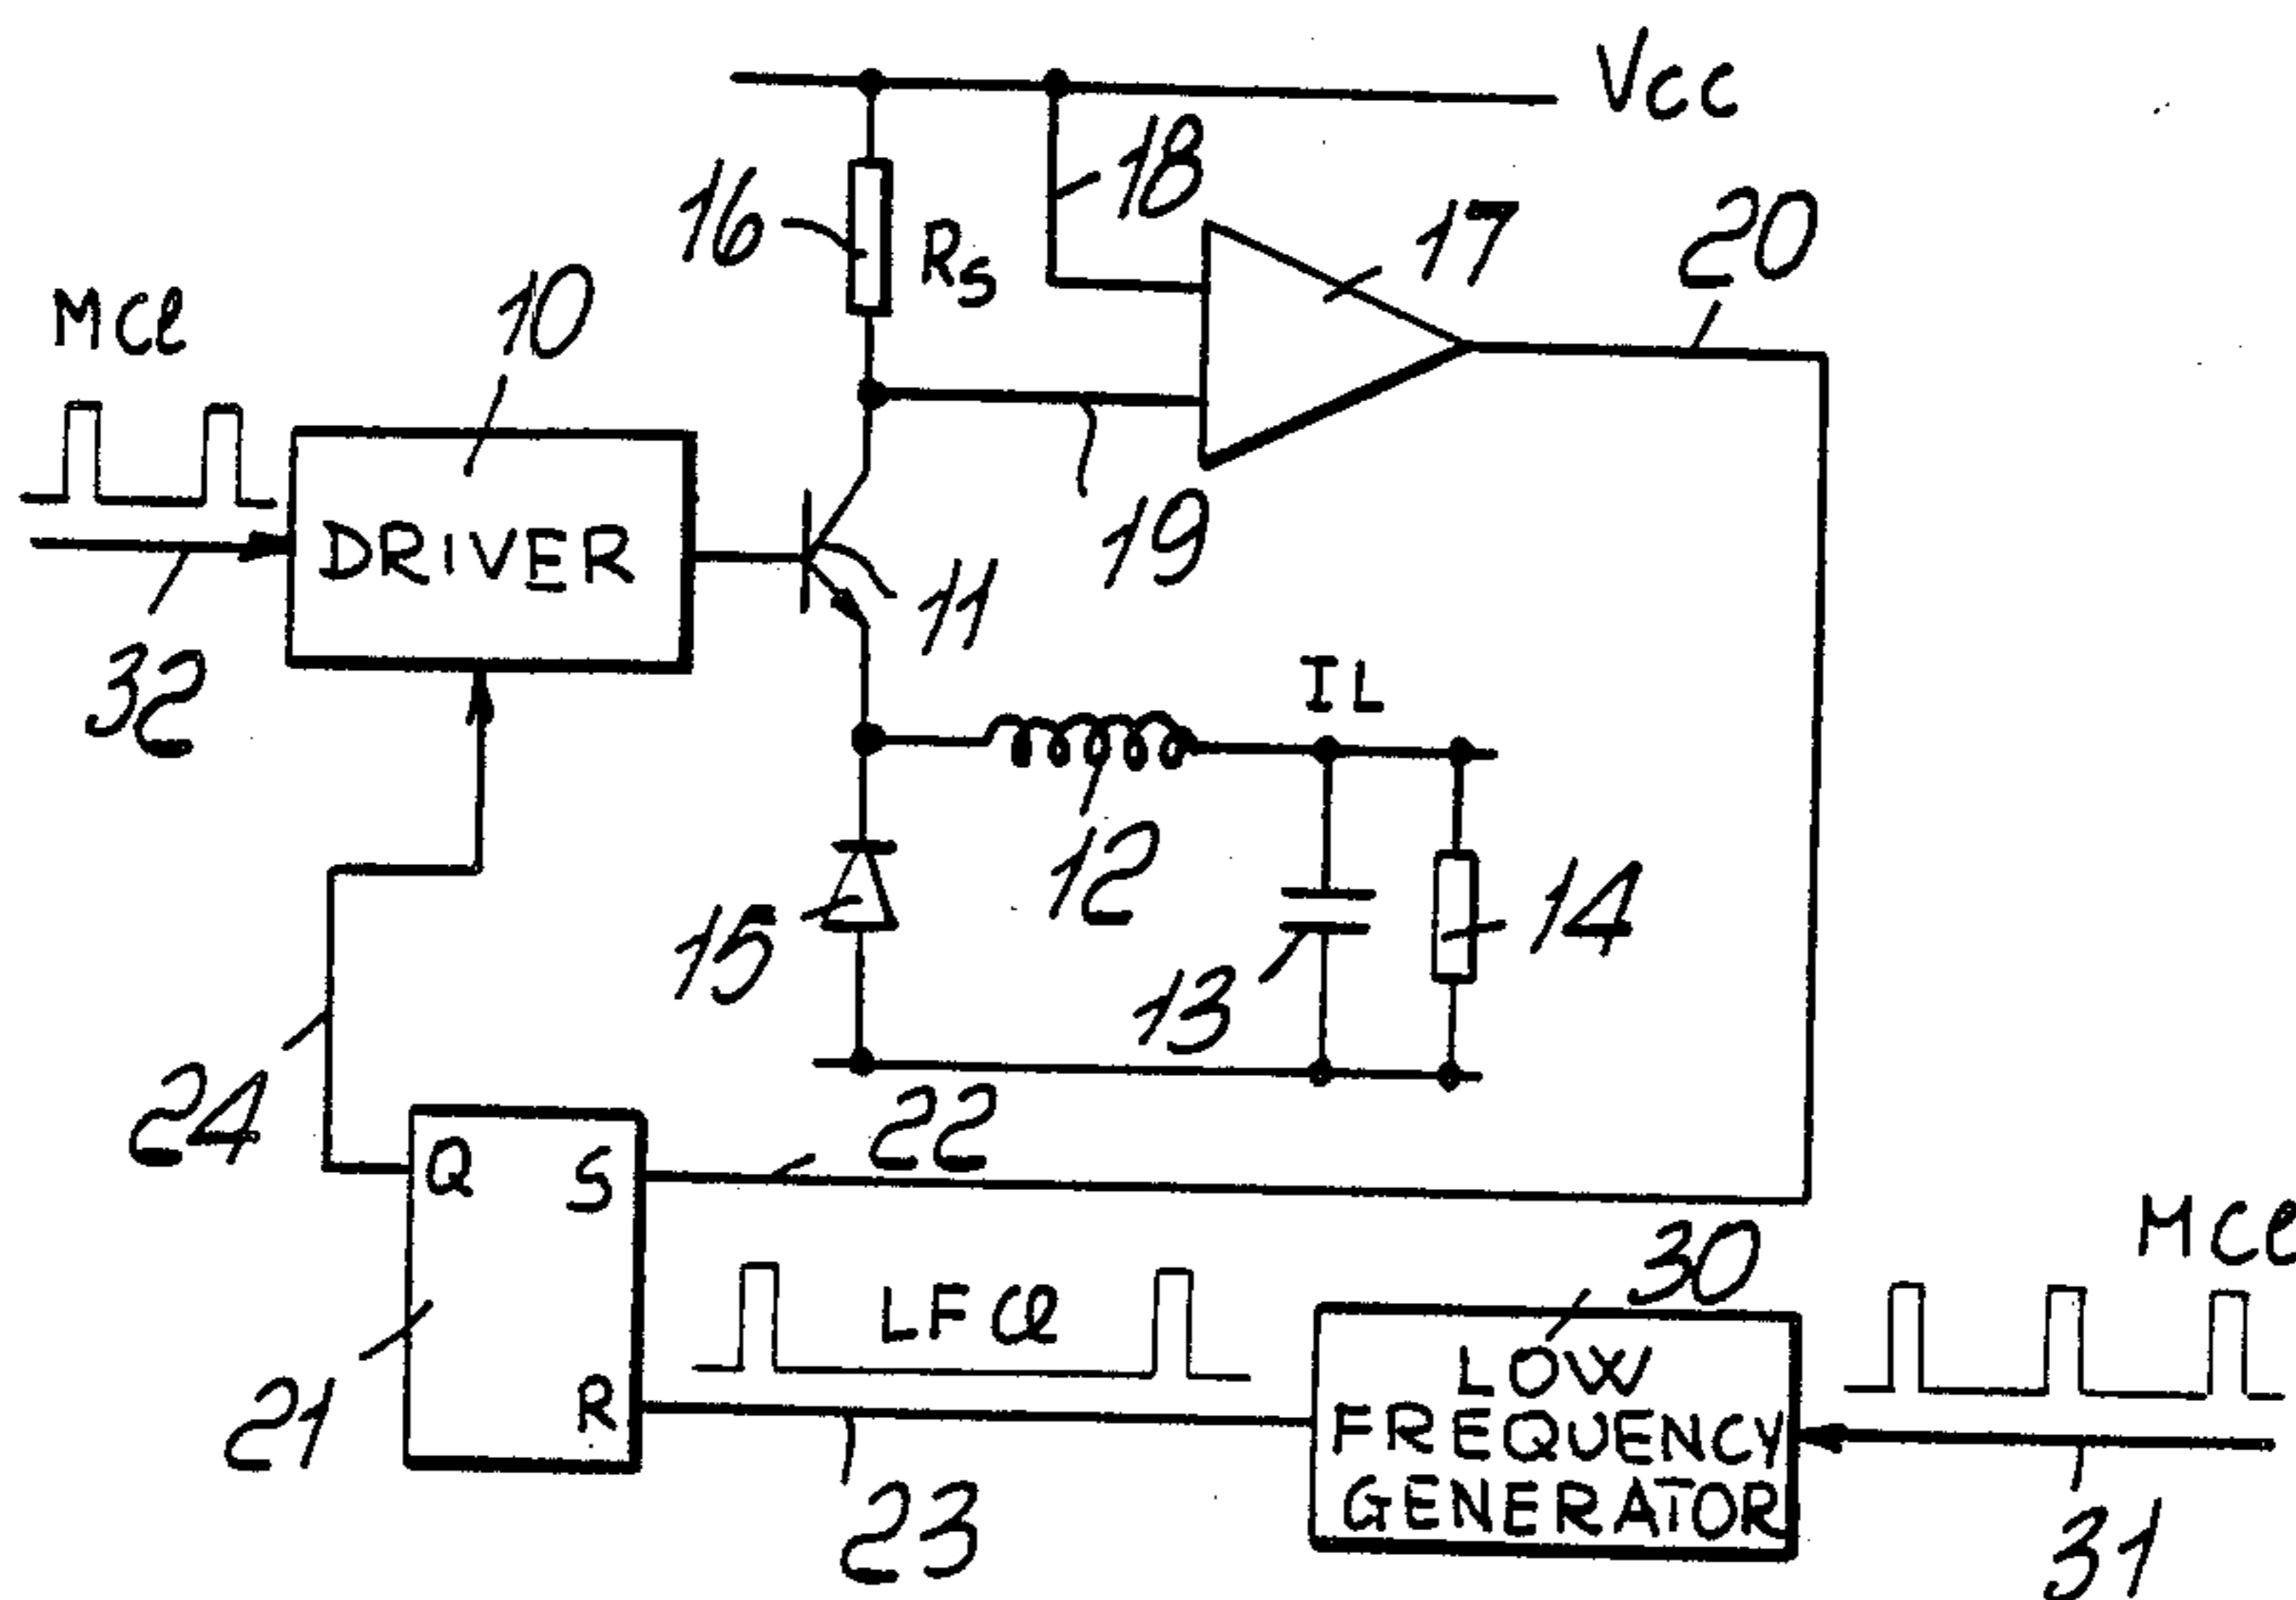 Vcc
18
16
17
20
Rs
MCl
10
DRIVER
19
11
32
IL
12
15
14
13
24
22
Q
S
MCl
30
LFCl
LOW
FREQUENCY
GENERATOR
R
21
23
31